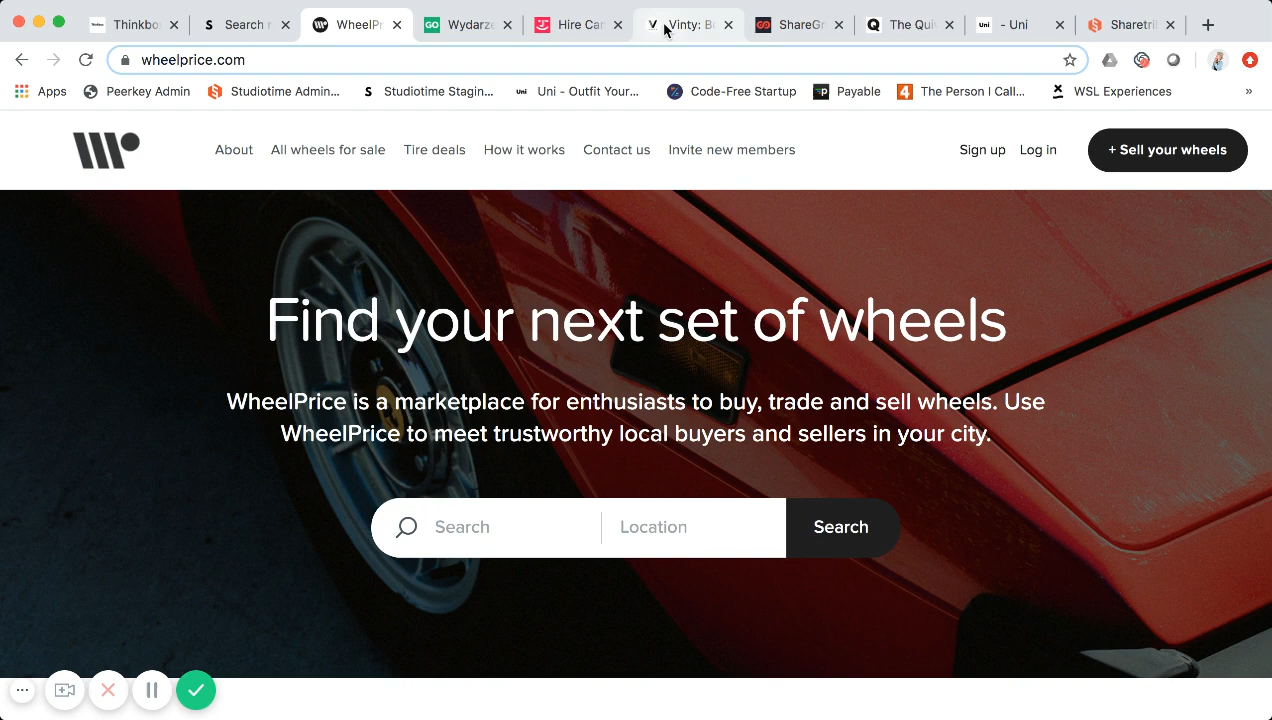 Thinkbo
Search r
WheelPr
Wydarze
Hire Car
Vinty: Bo
ShareGr
The Qui
- Uni
Sharetri
wheelprice.com
Apps
Peerkey Admin
Studiotime Admin...
Studiotime Stagin...
Uni - Outfit Your...
Code-Free Startup
Payable
The Person I Call...
WSL Experiences
»
About
All wheels for sale
Tire deals
How it works
Contact us
Invite new members
Sign up
Log in
+ Sell your wheels
Find your next set of wheels
WheelPrice is a marketplace for enthusiasts to buy, trade and sell wheels. Use
WheelPrice to meet trustworthy local buyers and sellers in your city.
Search
Location
Search